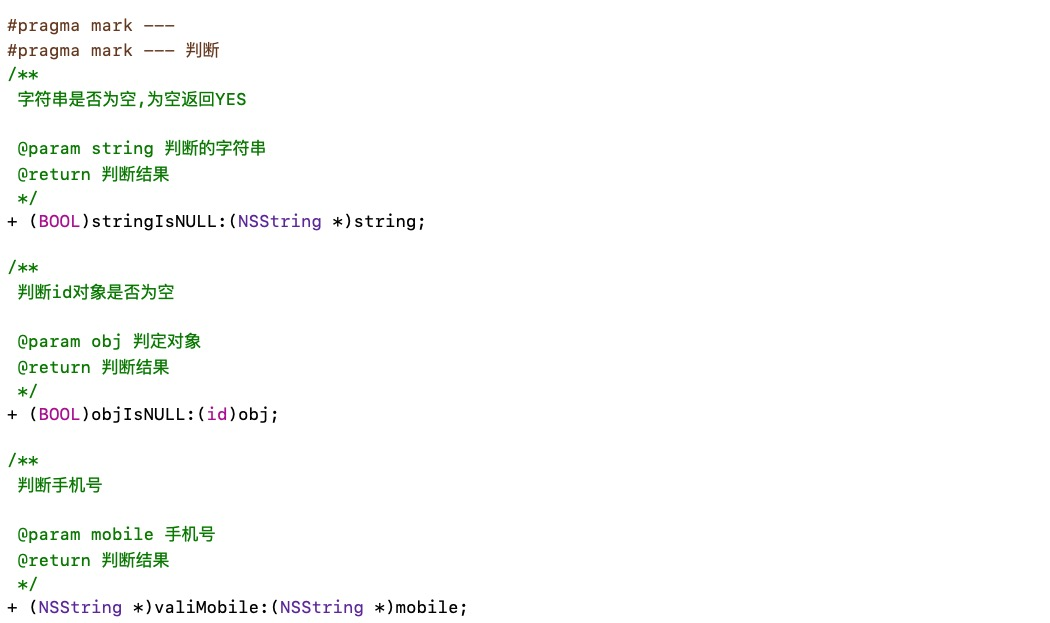 #pragma mark ---
#pragma mark --- 判断
/**
 字符串是否为空,为空返回YES
 @param string 判断的字符串
 @return 判断结果
 */
+ (BOOL)stringIsNULL:(NSString *)string;
/**
 判断id对象是否为空
 @param obj 判定对象
 @return 判断结果
 */
+ (BOOL)objIsNULL:(id)obj;
/**
 判断手机号
 @param mobile 手机号
 @return 判断结果
 */
+ (NSString *)valiMobile:(NSString *)mobile;